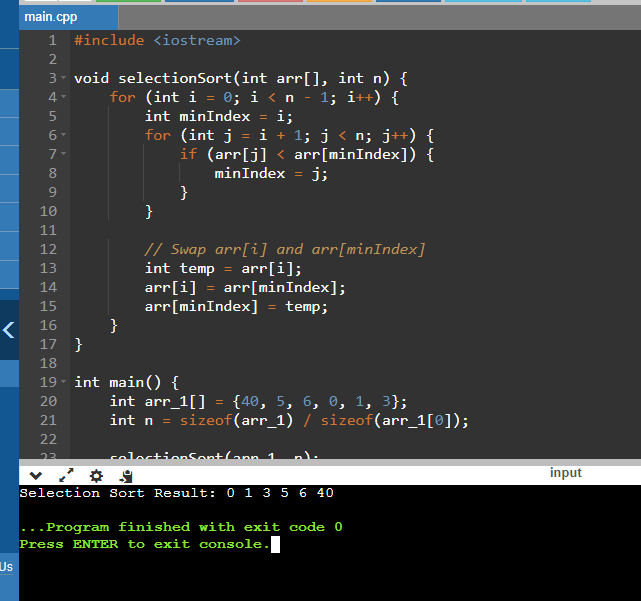 main.cpp
1 #include <iostream>
2
3 void selectionSort(int arr[], int n) {
4     for (int i = 0; i < n - 1; i++) {
5         int minIndex = i;
6         for (int j = i + 1; j < n; j++) {
7             if (arr[j] < arr[minIndex]) {
8                 minIndex = j;
9             }
10         }
11
12         // Swap arr[i] and arr[minIndex]
13         int temp = arr[i];
14         arr[i] = arr[minIndex];
15         arr[minIndex] = temp;
16     }
17 }
18
19 int main() {
20     int arr_1[] = {40, 5, 6, 0, 1, 3};
21     int n = sizeof(arr_1) / sizeof(arr_1[0]);
22
23     selectionSort(arr_1, n);
input
Selection Sort Result: 0 1 3 5 6 40
...Program finished with exit code 0
Press ENTER to exit console.
Us